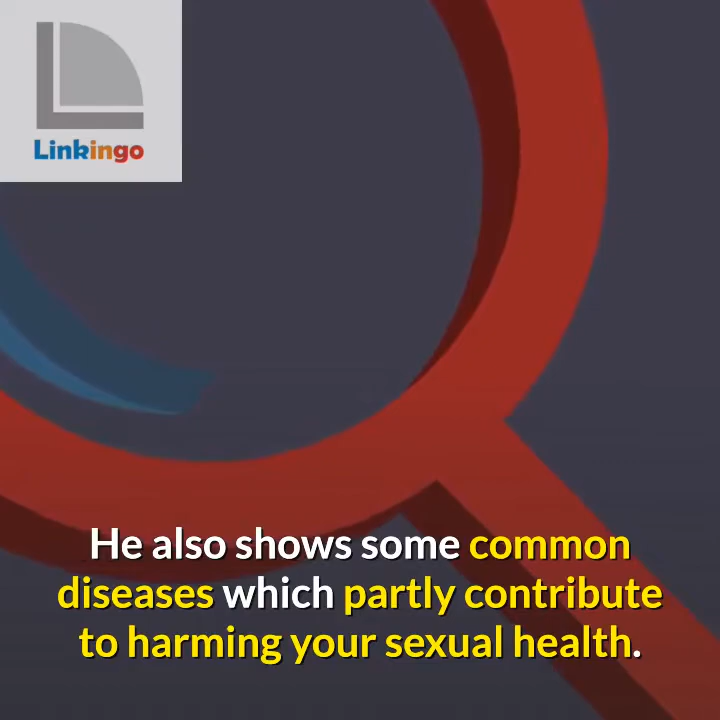 Linkingo
He also shows some common
diseases which partly contribute
to harming your sexual health.